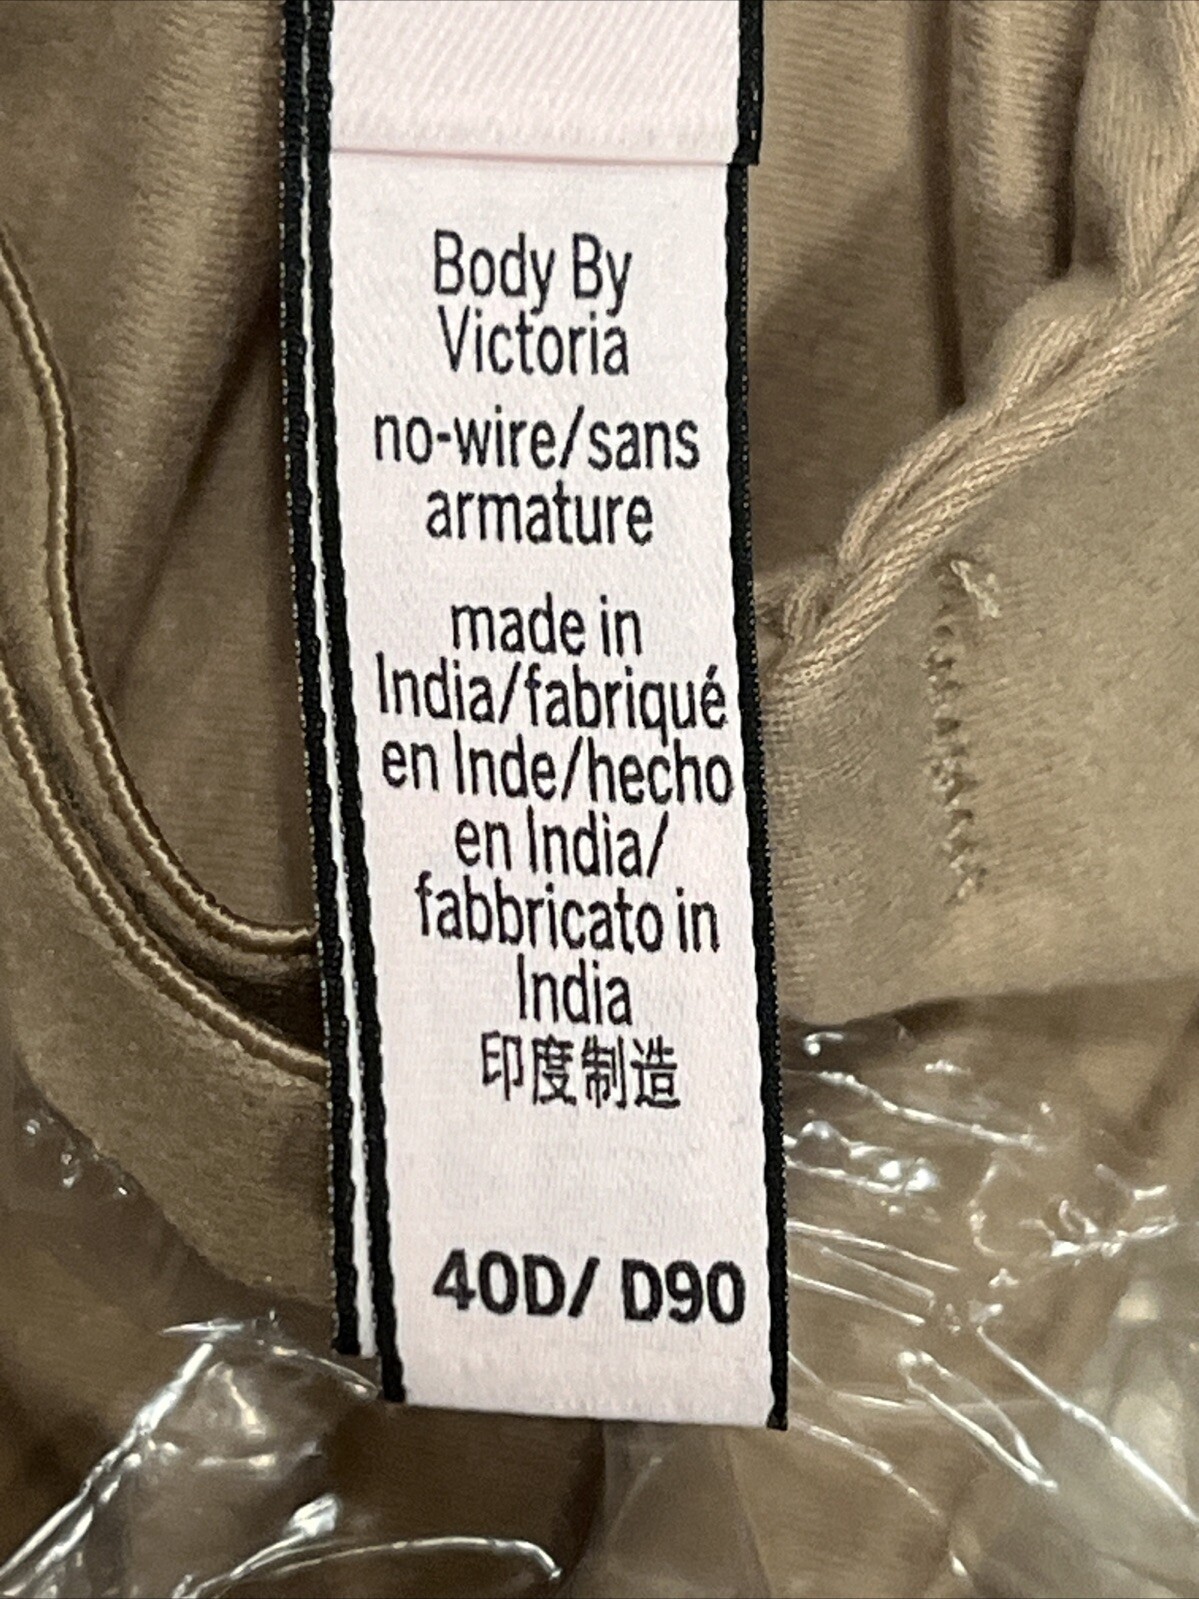 Body By
Victoria
no-wire/sans
armature
made in
India/fabriqué
en Inde/hecho
en India/
fabbricato in
India
印度制造
40D/ D90